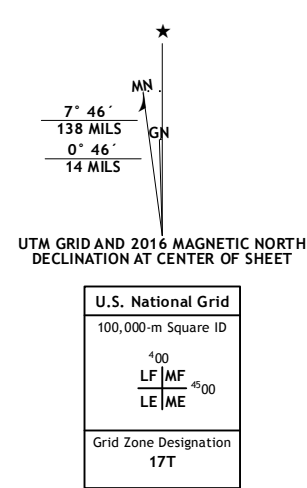 ★
MN
7° 46´
138 MILS
GN
0° 46´
14 MILS
UTM GRID AND 2016 MAGNETIC NORTH
DECLINATION AT CENTER OF SHEET
U.S. National Grid
100,000-m Square ID
⁴00
LF MF
⁴⁵00
LE ME
Grid Zone Designation
17T